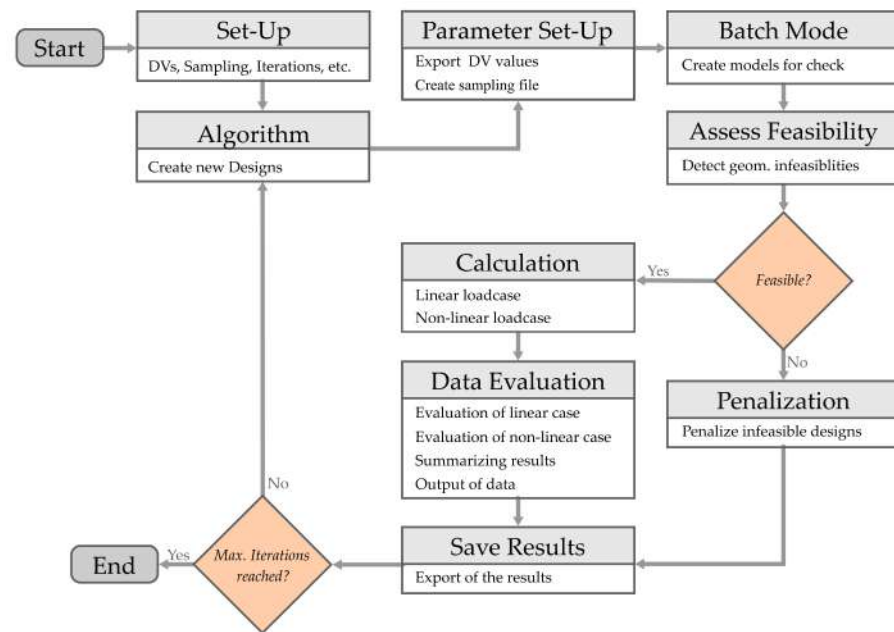 Start
Set-Up
DVs, Sampling, Iterations, etc.
Algorithm
Create new Designs
Parameter Set-Up
Export DV values
Create sampling file
Batch Mode
Create models for check
Assess Feasibility
Detect geom. infeasiblities
Feasible?
Yes
No
Calculation
Linear loadcase
Non-linear loadcase
Data Evaluation
Evaluation of linear case
Evaluation of non-linear case
Summarizing results
Output of data
Penalization
Penalize infeasible designs
Save Results
Export of the results
Max. Iterations
reached?
No
Yes
End